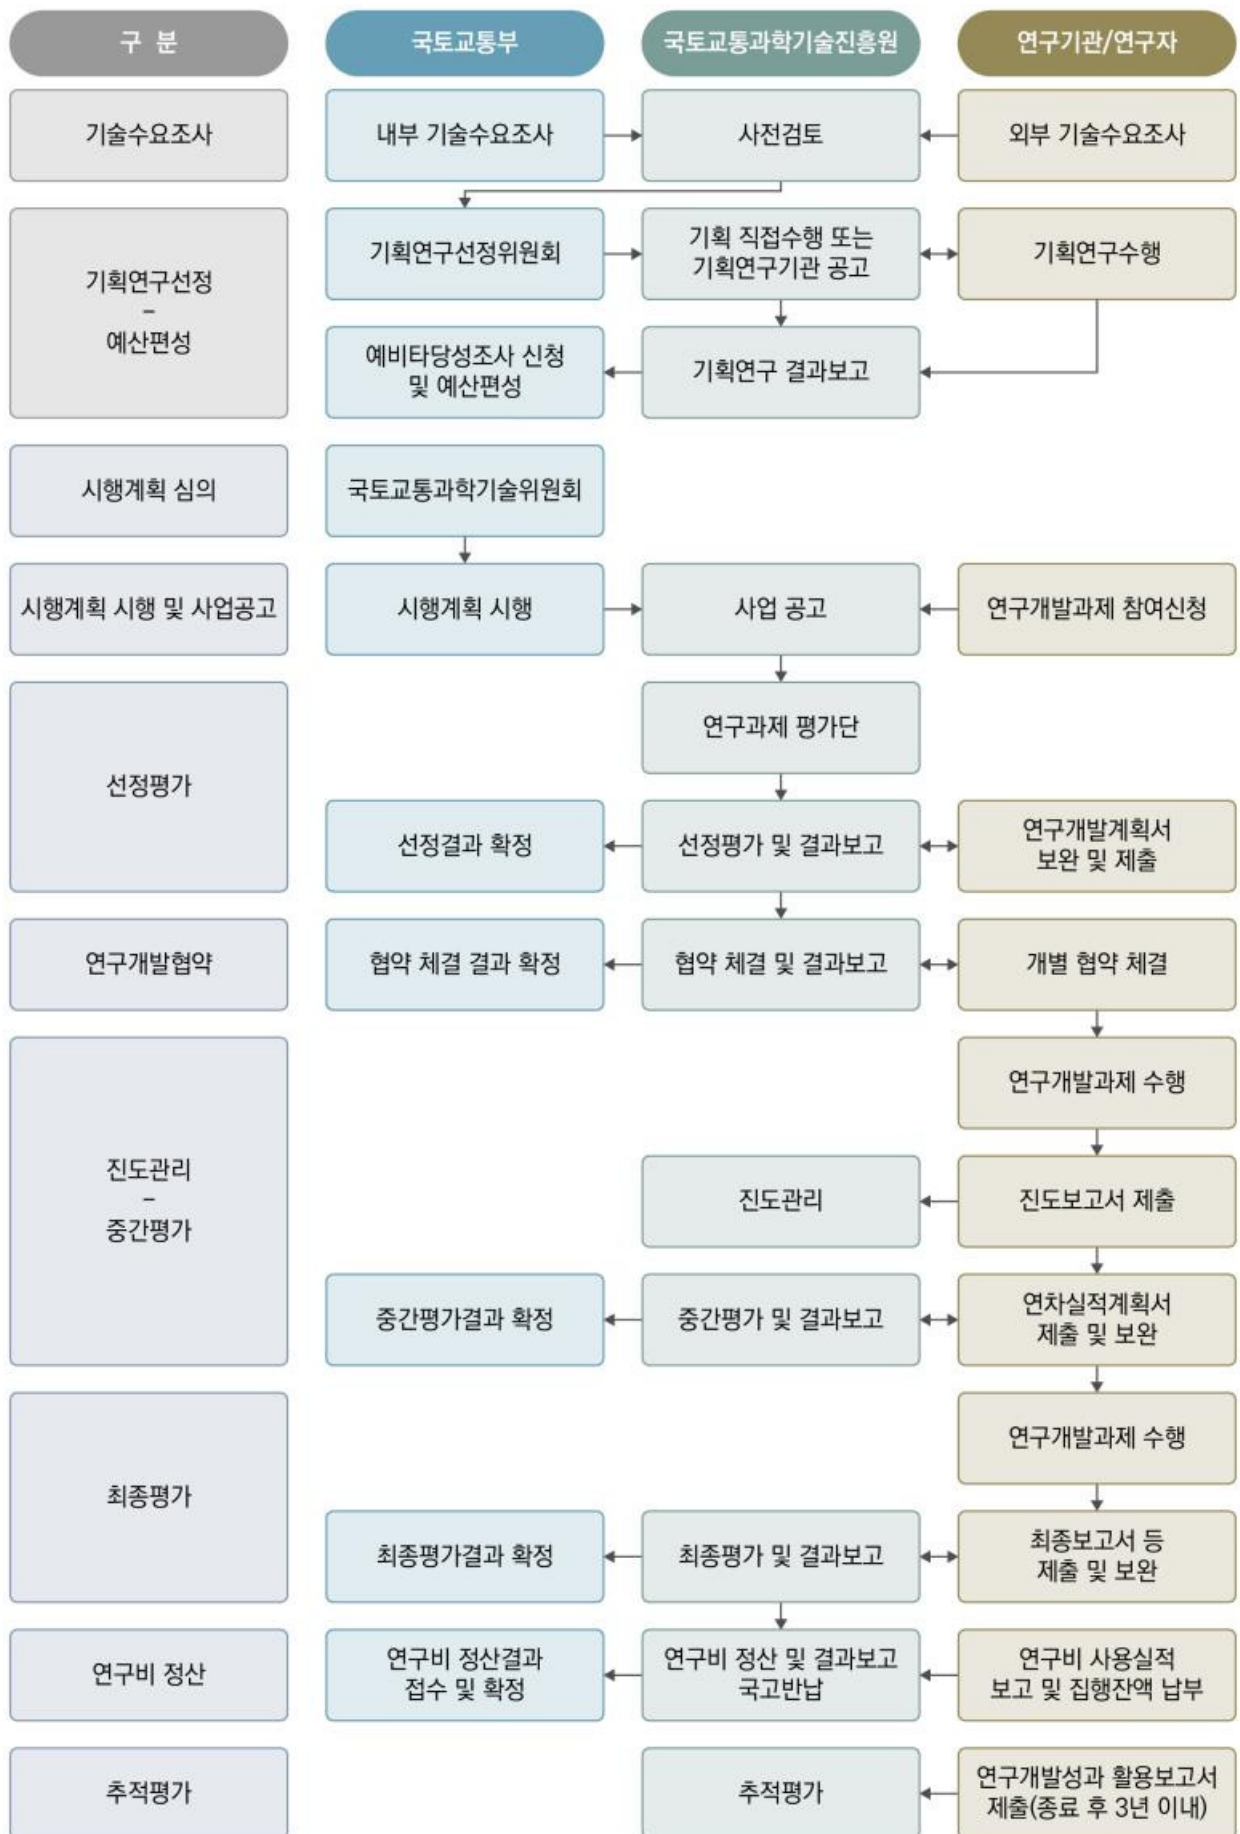 구 분
국토교통부
국토교통과학기술진흥원
연구기관/연구자
기술수요조사
내부 기술수요조사
사전검토
외부 기술수요조사
기획연구선정
–
예산편성
기획연구선정위원회
기획 직접수행 또는
기획연구기관 공고
기획연구수행
예비타당성조사 신청
및 예산편성
기획연구 결과보고
시행계획 심의
국토교통과학기술위원회
시행계획 시행 및 사업공고
시행계획 시행
사업 공고
연구개발과제 참여신청
선정평가
연구과제 평가단
선정결과 확정
선정평가 및 결과보고
연구개발계획서
보완 및 제출
연구개발협약
협약 체결 결과 확정
협약 체결 및 결과보고
개별 협약 체결
진도관리
–
중간평가
연구개발과제 수행
진도관리
진도보고서 제출
중간평가결과 확정
중간평가 및 결과보고
연차실적계획서
제출 및 보완
최종평가
연구개발과제 수행
최종평가결과 확정
최종평가 및 결과보고
최종보고서 등
제출 및 보완
연구비 정산
연구비 정산결과
접수 및 확정
연구비 정산 및 결과보고
국고반납
연구비 사용실적
보고 및 집행잔액 납부
추적평가
추적평가
연구개발성과 활용보고서
제출(종료 후 3년 이내)